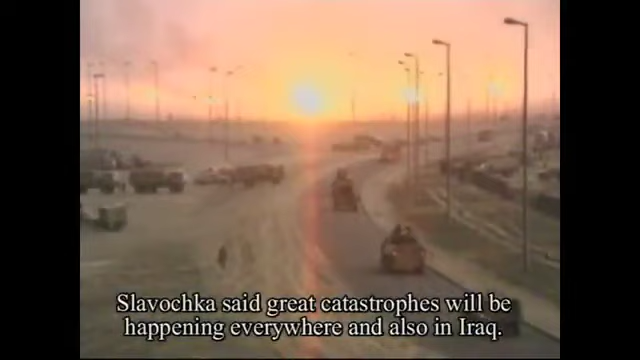 Slavochka said great catastrophes will be
happening everywhere and also in Iraq.